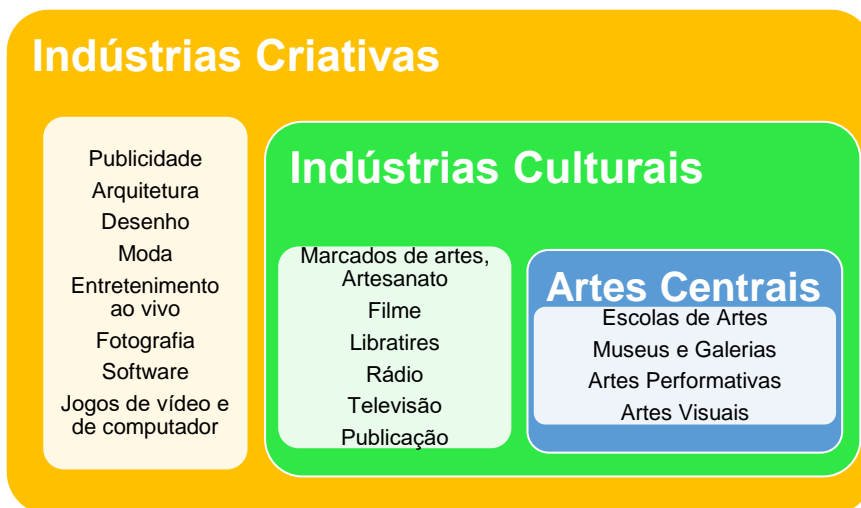 Indústrias Criativas
Publicidade
Arquitetura
Desenho
Moda
Entretenimento
ao vivo
Fotografia
Software
Jogos de vídeo e
de computador
Indústrias Culturais
Marcados de artes,
Artesanato
Filme
Libratires
Rádio
Televisão
Publicação
Artes Centrais
Escolas de Artes
Museus e Galerias
Artes Performativas
Artes Visuais